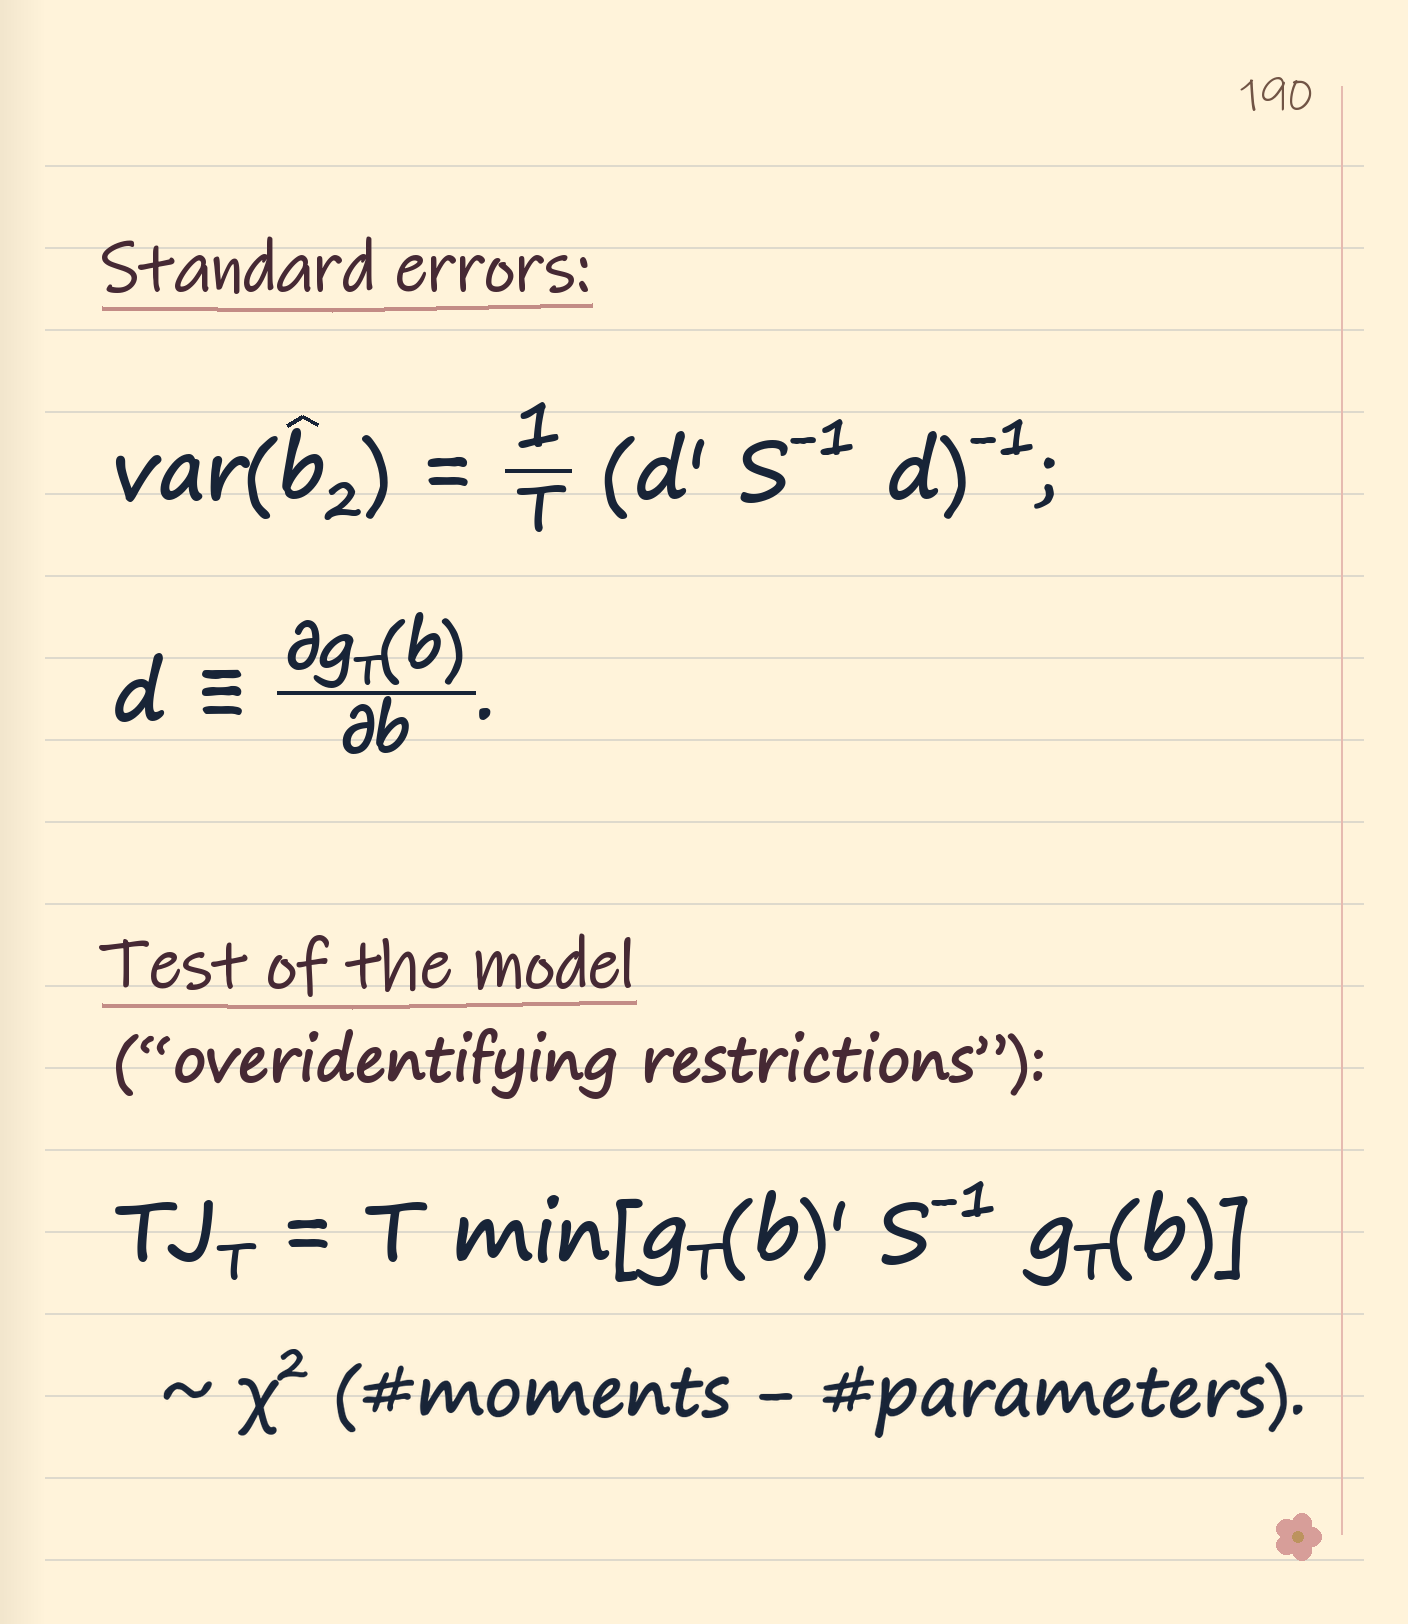 190
Standard errors:
var(b̂₂) = 1/T (d′ S⁻¹ d)⁻¹;
d ≡ ∂g_T(b)/∂b.
Test of the model
(“overidentifying restrictions”):
TJ_T = T min[g_T(b)′ S⁻¹ g_T(b)]
~ χ² (#moments – #parameters).